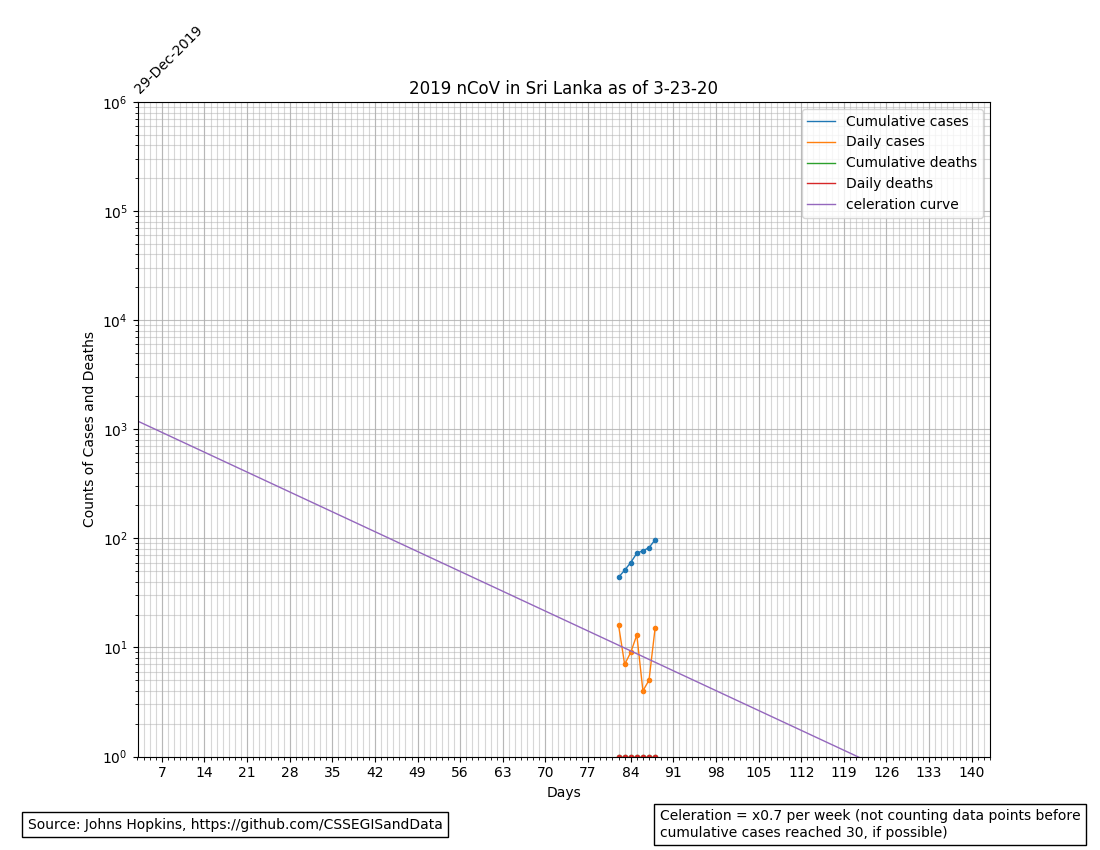 29-Dec-2019
2019 nCoV in Sri Lanka as of 3-23-20
Cumulative cases
Daily cases
Cumulative deaths
Daily deaths
celeration curve
Counts of Cases and Deaths
10^6
10^5
10^4
10^3
10^2
10^1
10^0
7 14 21 28 35 42 49 56 63 70 77 84 91 98 105 112 119 126 133 140
Days
Source: Johns Hopkins, https://github.com/CSSEGISandData
Celeration = x0.7 per week (not counting data points before
cumulative cases reached 30, if possible)